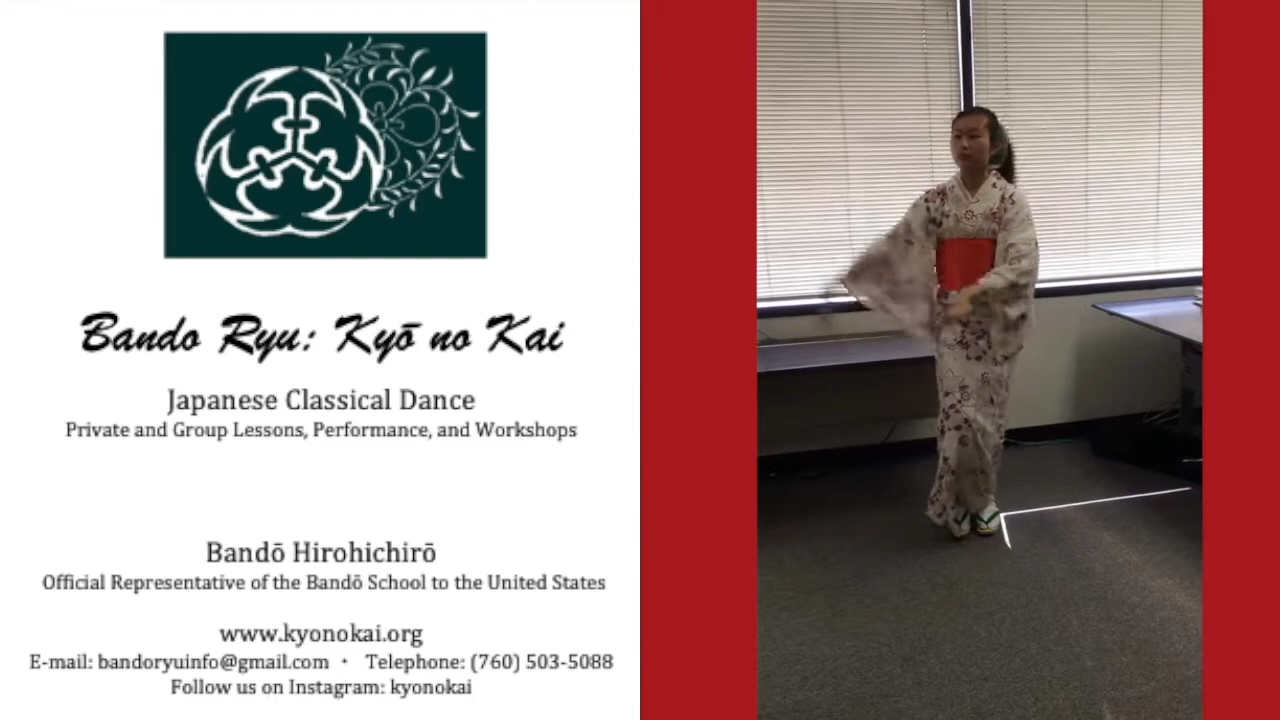 Bando Ryu: Kyō no Kai
Japanese Classical Dance
Private and Group Lessons, Performance, and Workshops
Bandō Hirohichirō
Official Representative of the Bandō School to the United States
www.kyonokai.org
E-mail: bandoryuinfo@gmail.com · Telephone: (760) 503-5088
Follow us on Instagram: kyonokai